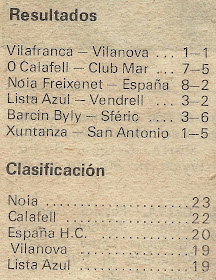 Resultados
Vilafranca — Vilanova ... 1—1
O Calafell — Club Mar ... 7—5
Noia Freixenet — España 8—2
Lista Azul — Vendrell ... 3—2
Barcin Byly — Sféric ... 3—6
Xuntanza — San Antonio 1—5
Clasificación
Noia ........................ 23
Calafell ..................... 22
España H.C. ............... 20
Vilanova ................... 19
Lista Azul .................. 19